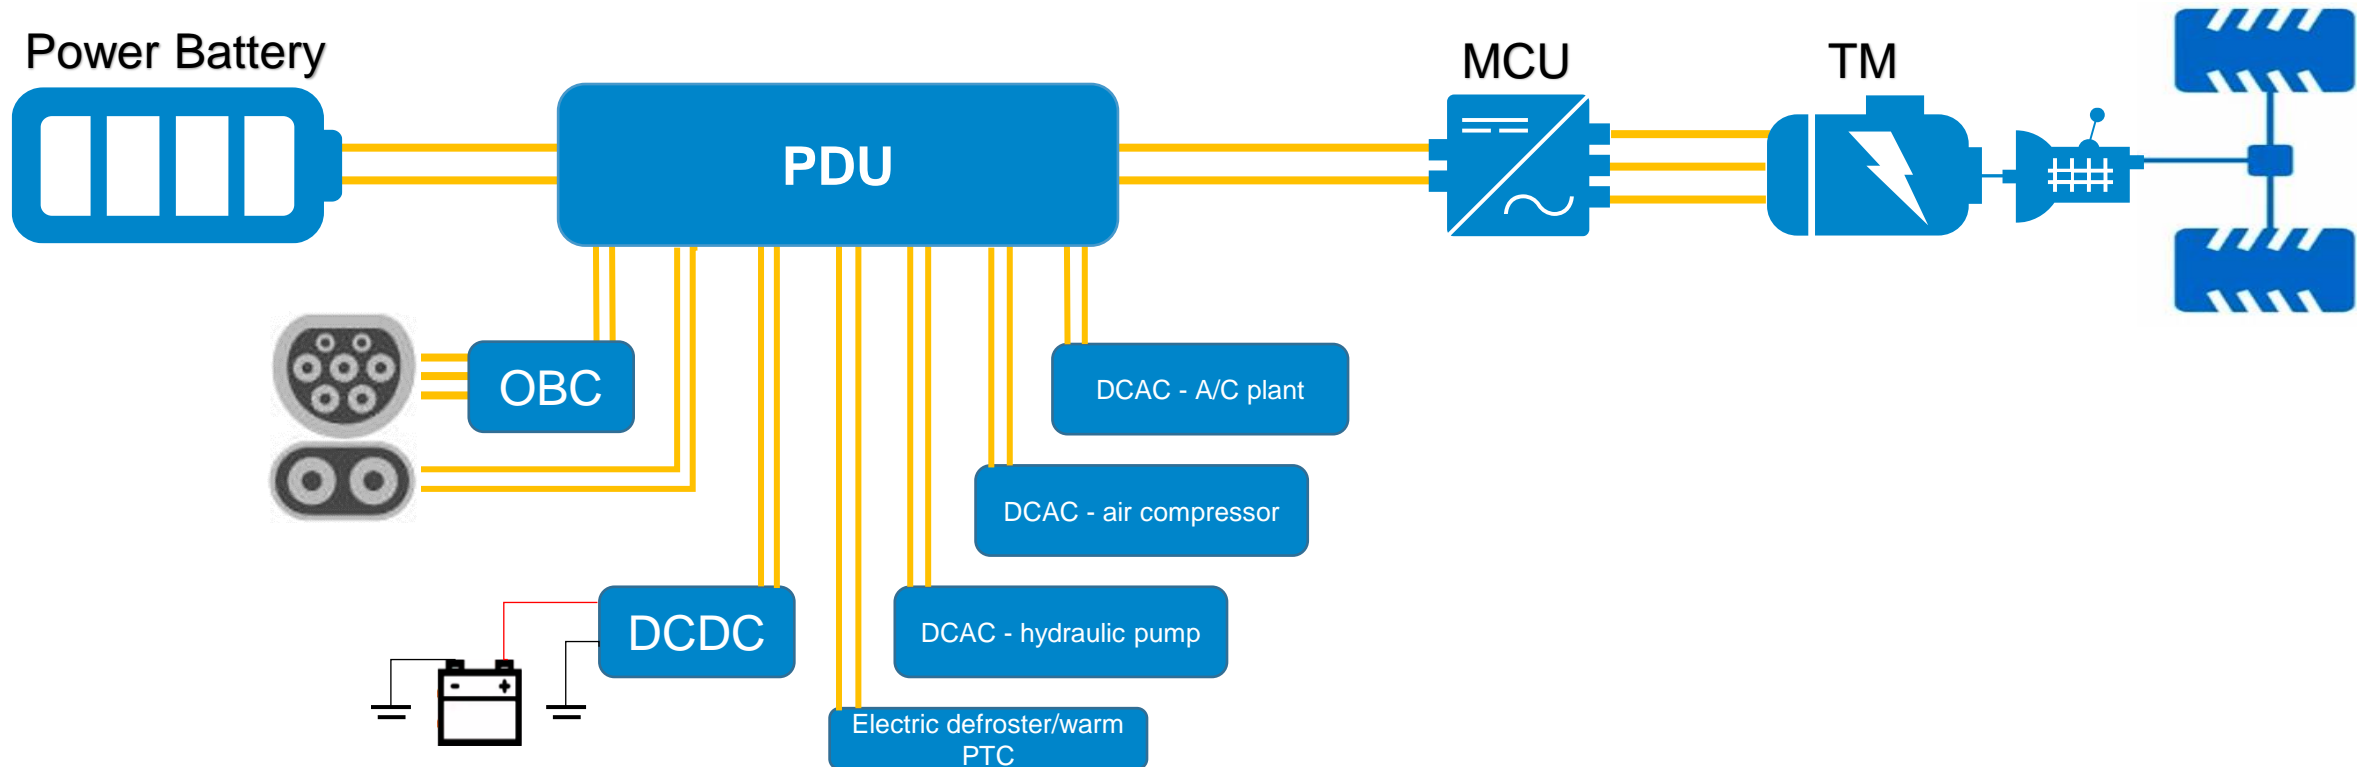 Power Battery
MCU
TM
PDU
OBC
DCAC - A/C plant
DCAC - air compressor
DCDC
DCAC - hydraulic pump
- +
Electric defroster/warm
PTC